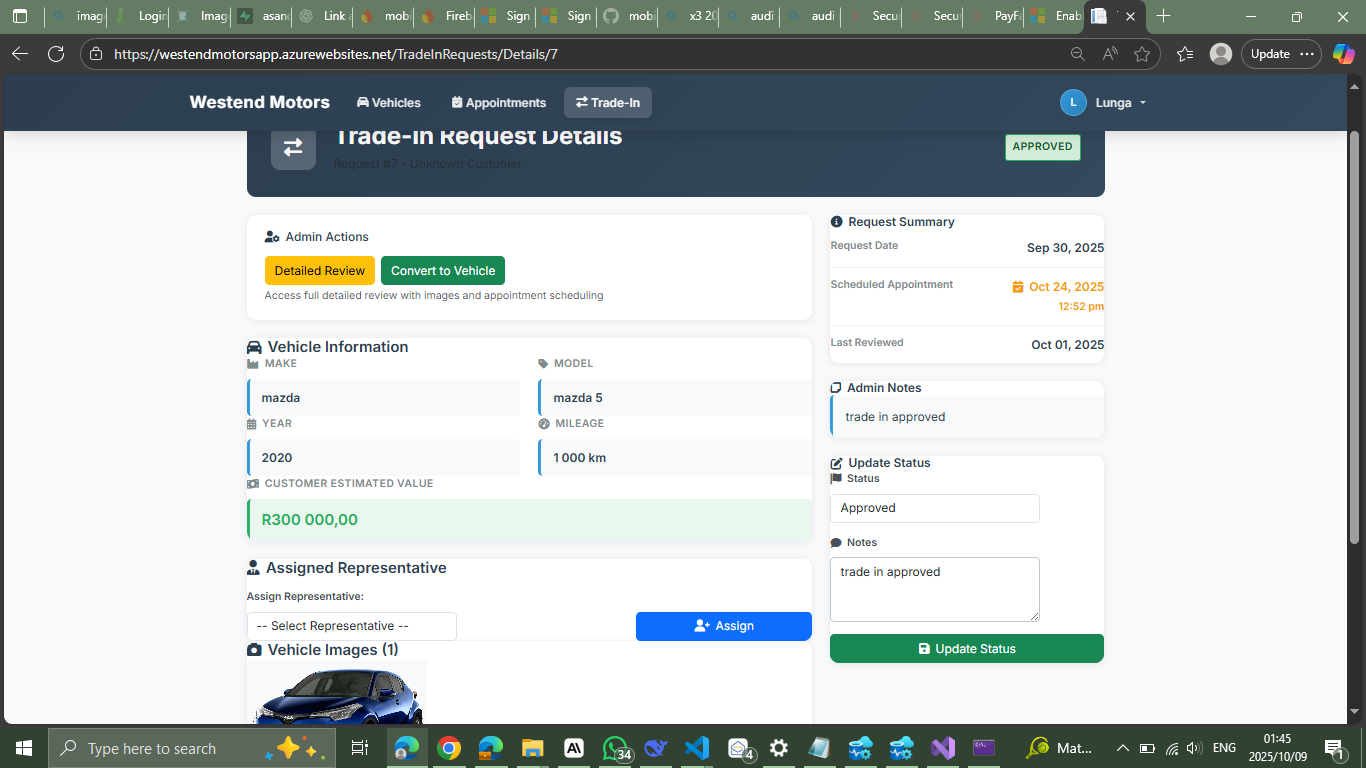 imag
Login
Imag
asan
Link a
mobi
Fireb
Sign
Sign
mobi
x3 20
audi
audi
Secu
Secu
PayFa
Enab
https://westendmotorsapp.azurewebsites.net/TradeInRequests/Details/7
Update
Westend Motors
Vehicles
Appointments
Trade-In
L
Lunga
Trade-In Request Details
Request #7 - Unknown Customer
APPROVED
Admin Actions
Detailed Review
Convert to Vehicle
Access full detailed review with images and appointment scheduling
Vehicle Information
MAKE
MODEL
mazda
mazda 5
YEAR
MILEAGE
2020
1 000 km
CUSTOMER ESTIMATED VALUE
R300 000,00
Assigned Representative
Assign Representative:
-- Select Representative --
Assign
Vehicle Images (1)
Request Summary
Request Date
Sep 30, 2025
Scheduled Appointment
Oct 24, 2025
12:52 pm
Last Reviewed
Oct 01, 2025
Admin Notes
trade in approved
Update Status
Status
Approved
Notes
trade in approved
Update Status
Type here to search
34
4
Mat...
ENG
01:45
2025/10/09
1